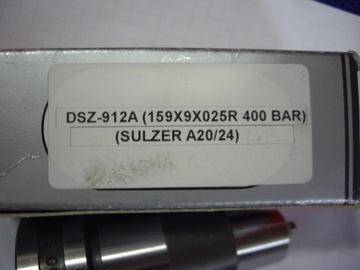 DSZ-912A (159X9X025R 400 BAR)
(SULZER A20/24)